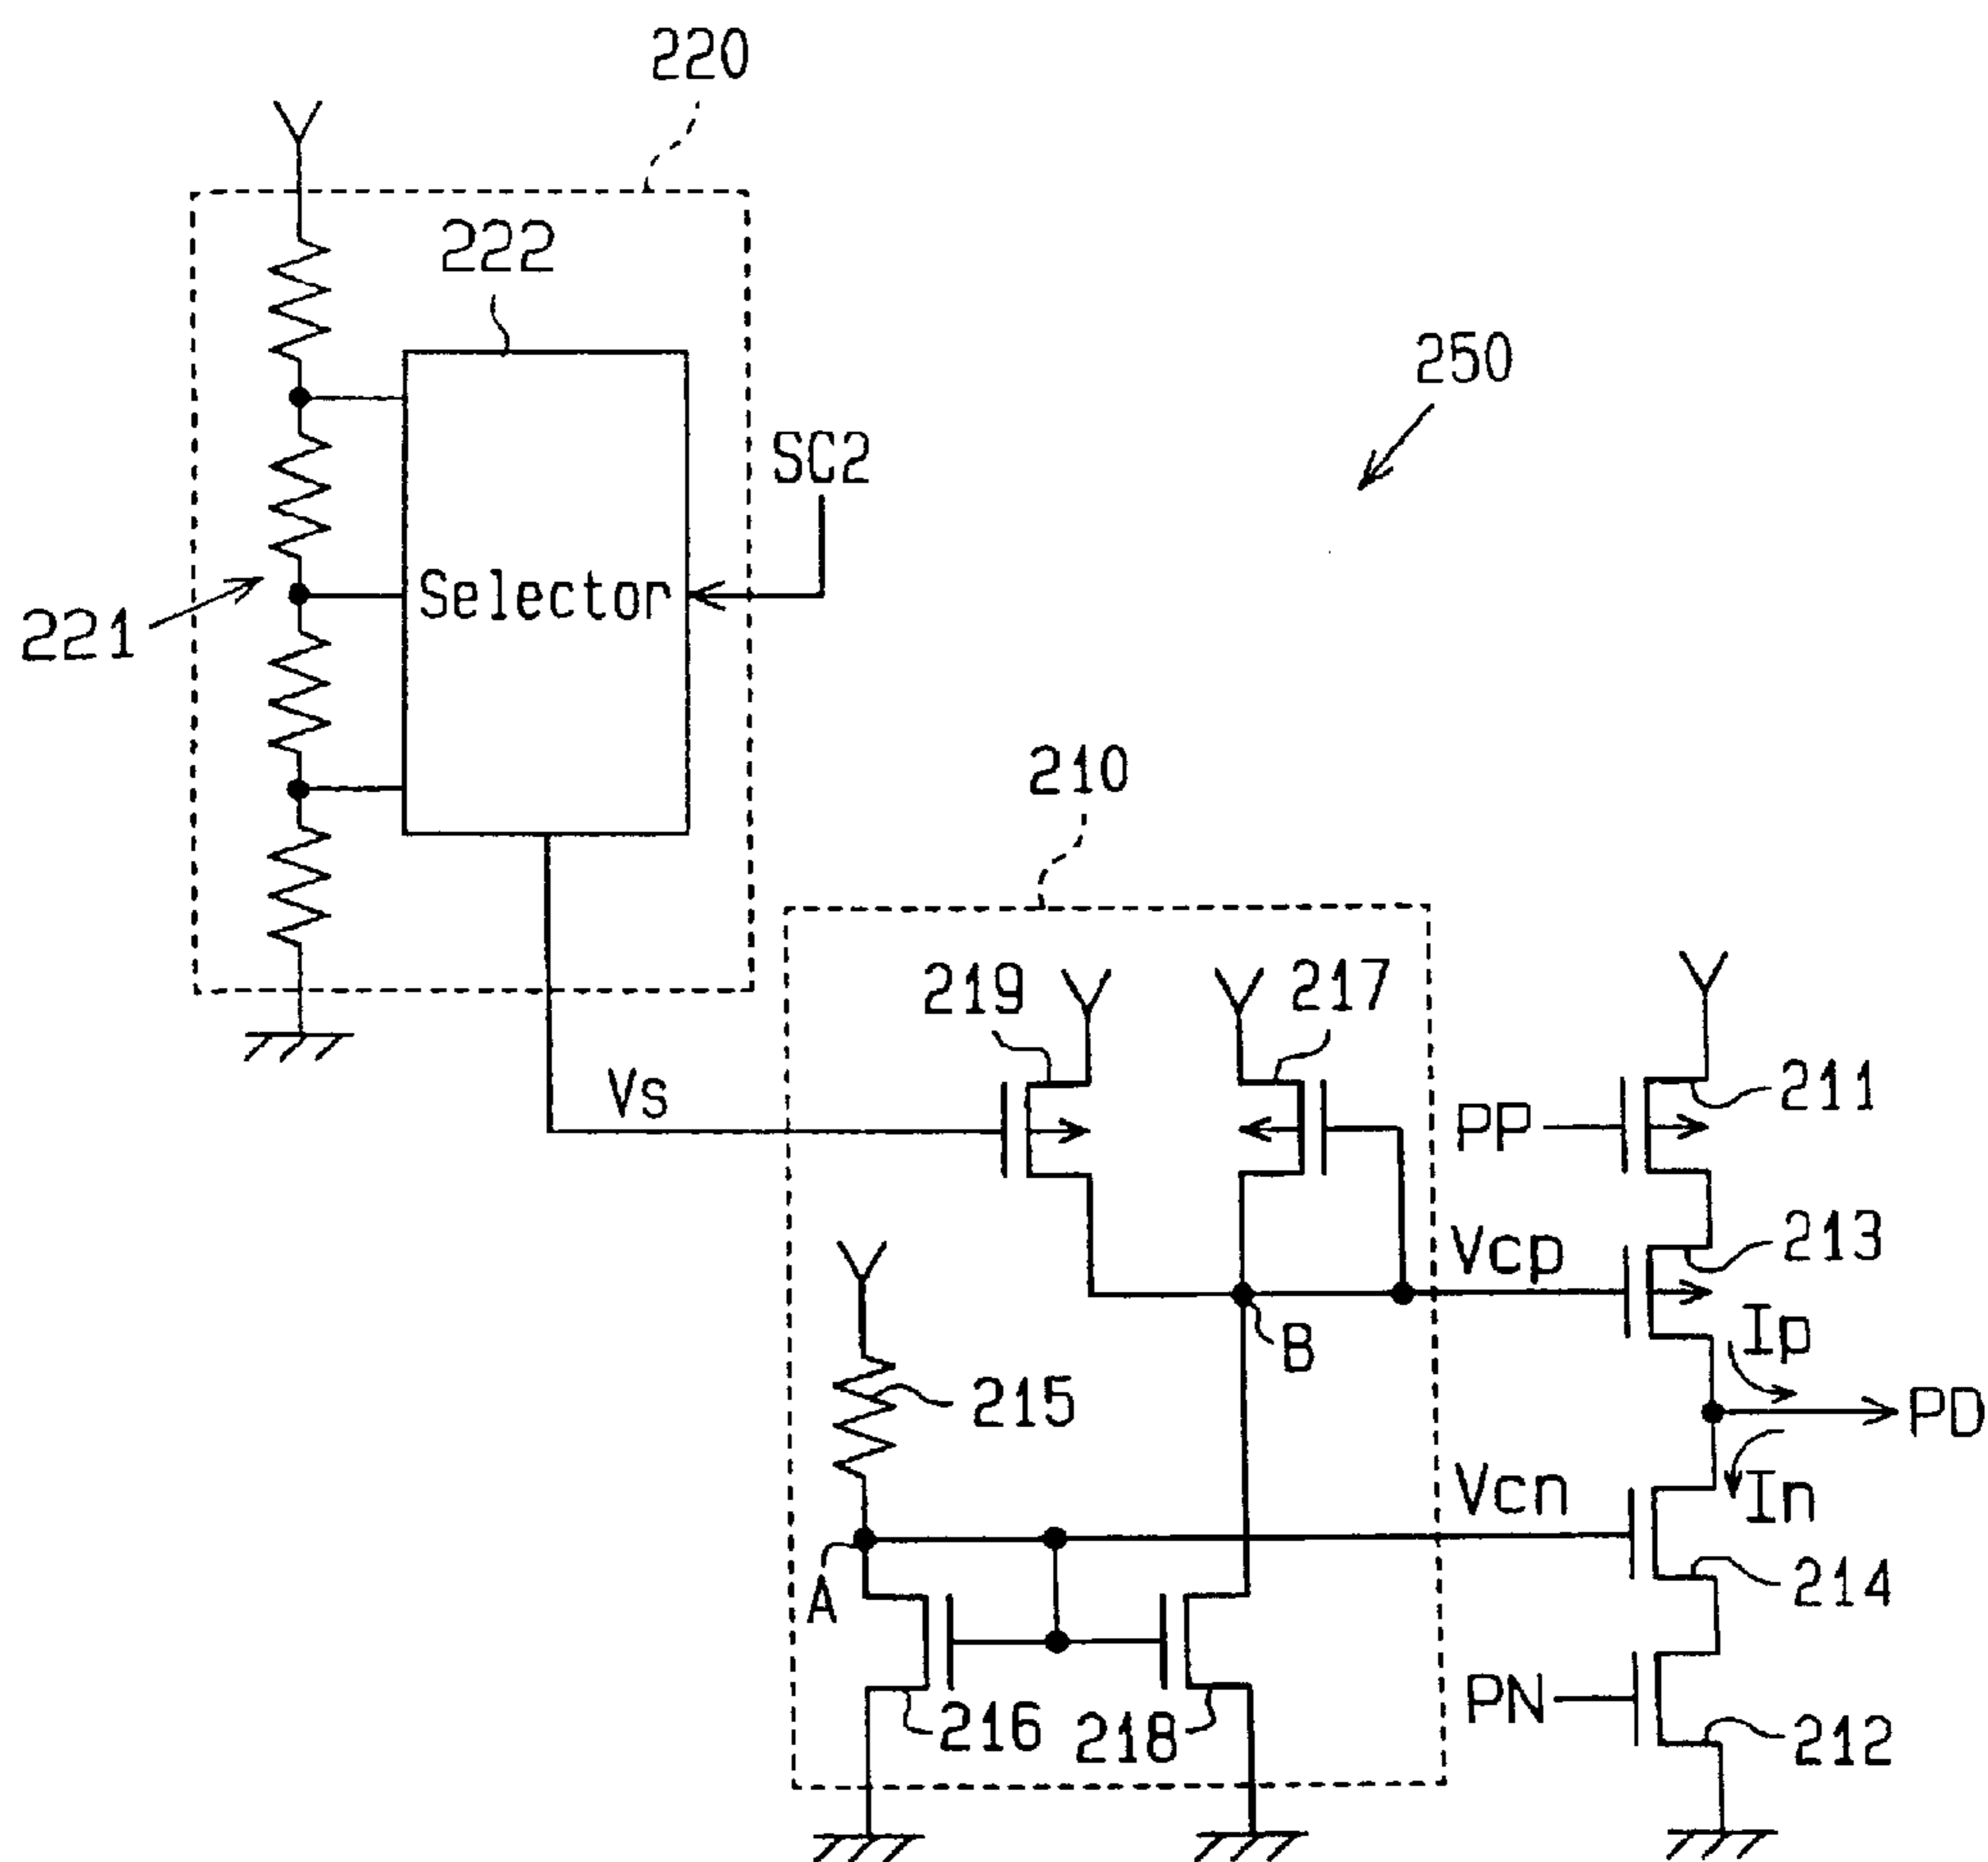 220
222
250
SC2
Selector
221
210
219
217
211
Vs
PP
Vcp
213
Ip
B
215
PD
Vcn
In
A
214
216
218
PN
212